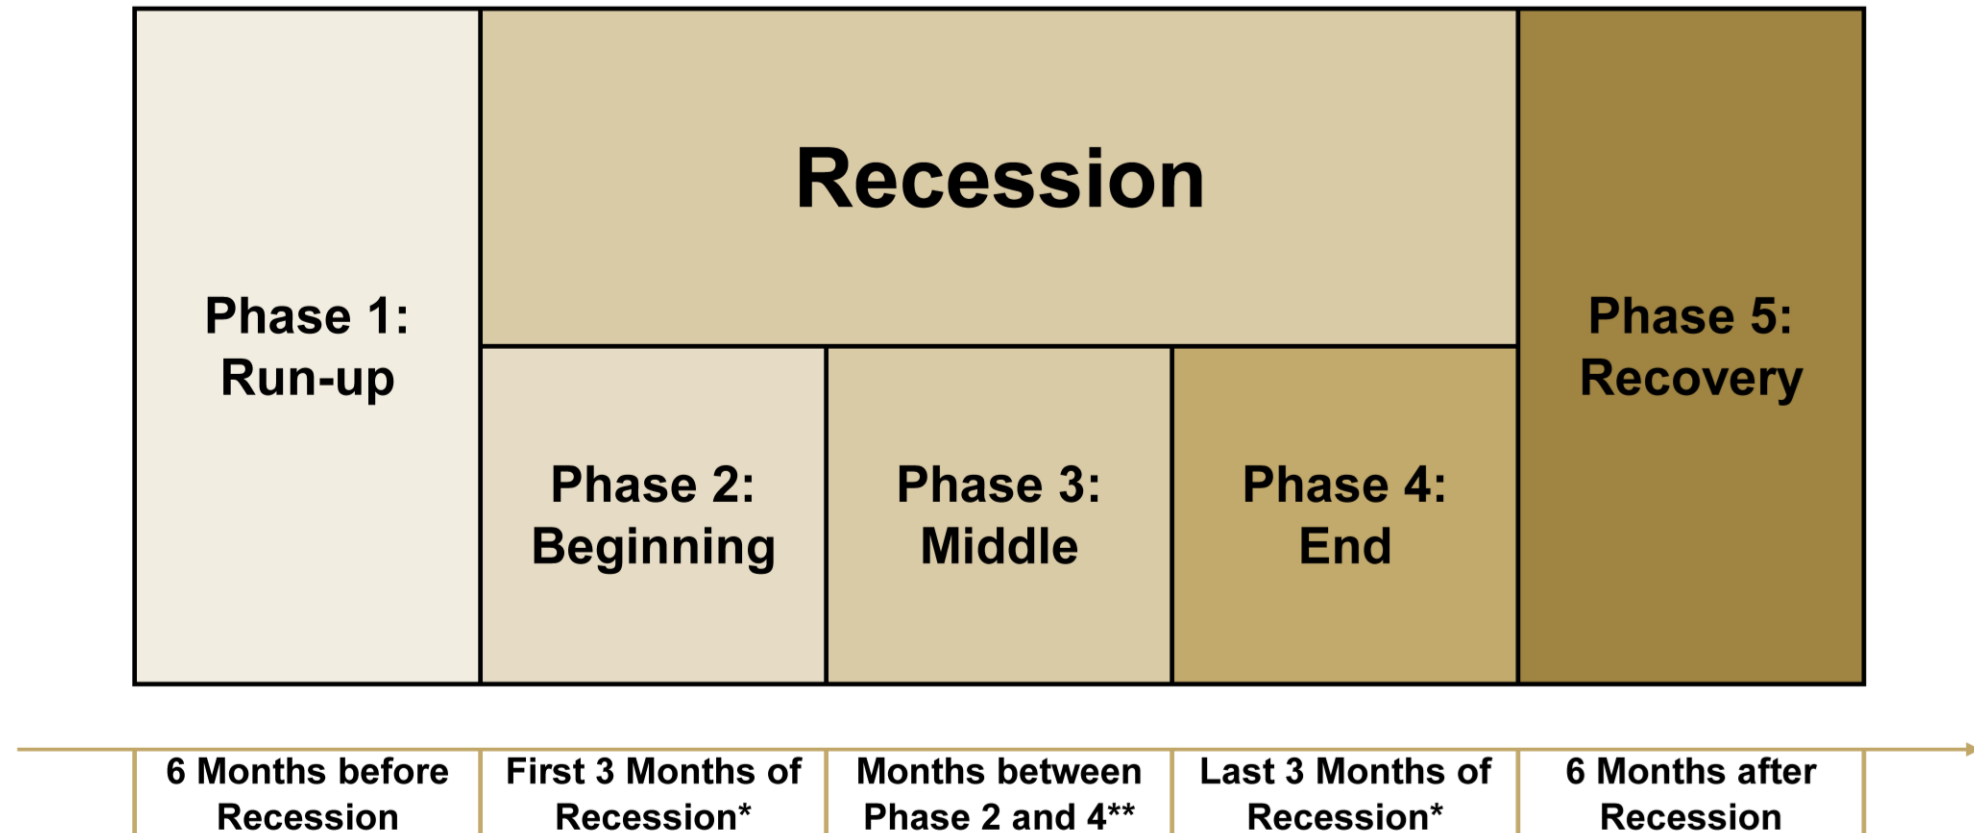 Recession
Phase 1:
Run-up
Phase 5:
Recovery
Phase 2:
Beginning
Phase 3:
Middle
Phase 4:
End
6 Months before
Recession
First 3 Months of
Recession*
Months between
Phase 2 and 4**
Last 3 Months of
Recession*
6 Months after
Recession